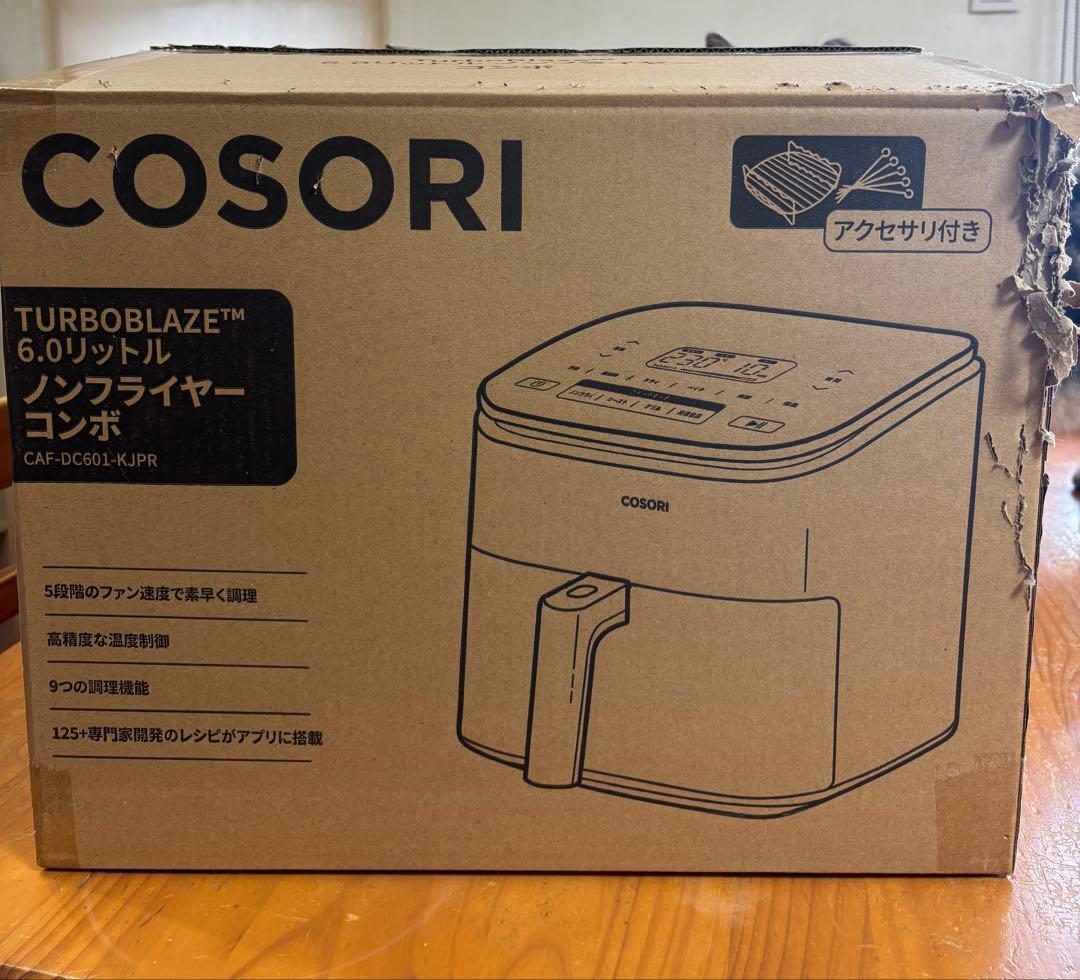 COSORI
アクセサリ付き
TURBOBLAZE™
6.0リットル
ノンフライヤー
コンボ
CAF-DC601-KJPR
COSORI
5段階のファン速度で素早く調理
高精度な温度制御
9つの調理機能
125+専門家開発のレシピがアプリに搭載